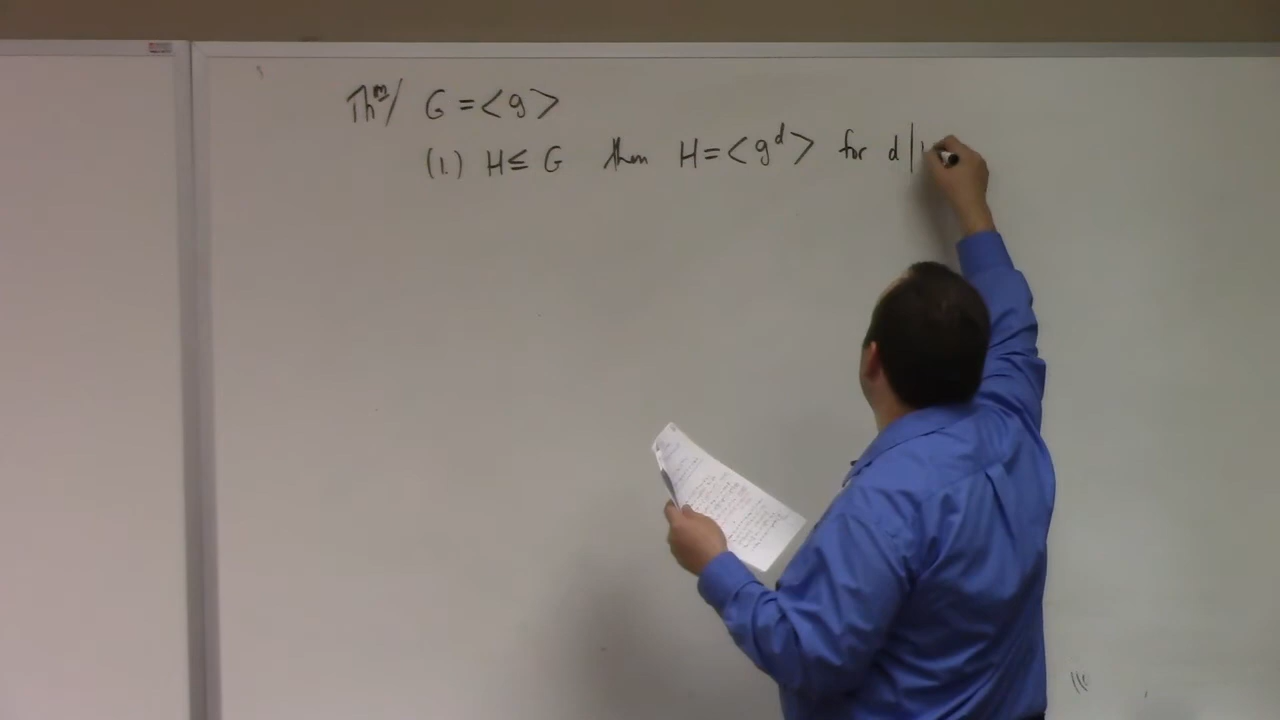 Thm/ G = <g>
(1.) H ≤ G then H = <g^d> for d |